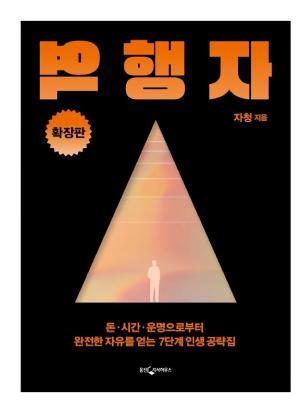 역행자
자청 지음
확장판
돈·시간·운명으로부터
완전한 자유를 얻는 7단계 인생 공략집
웅진지식하우스